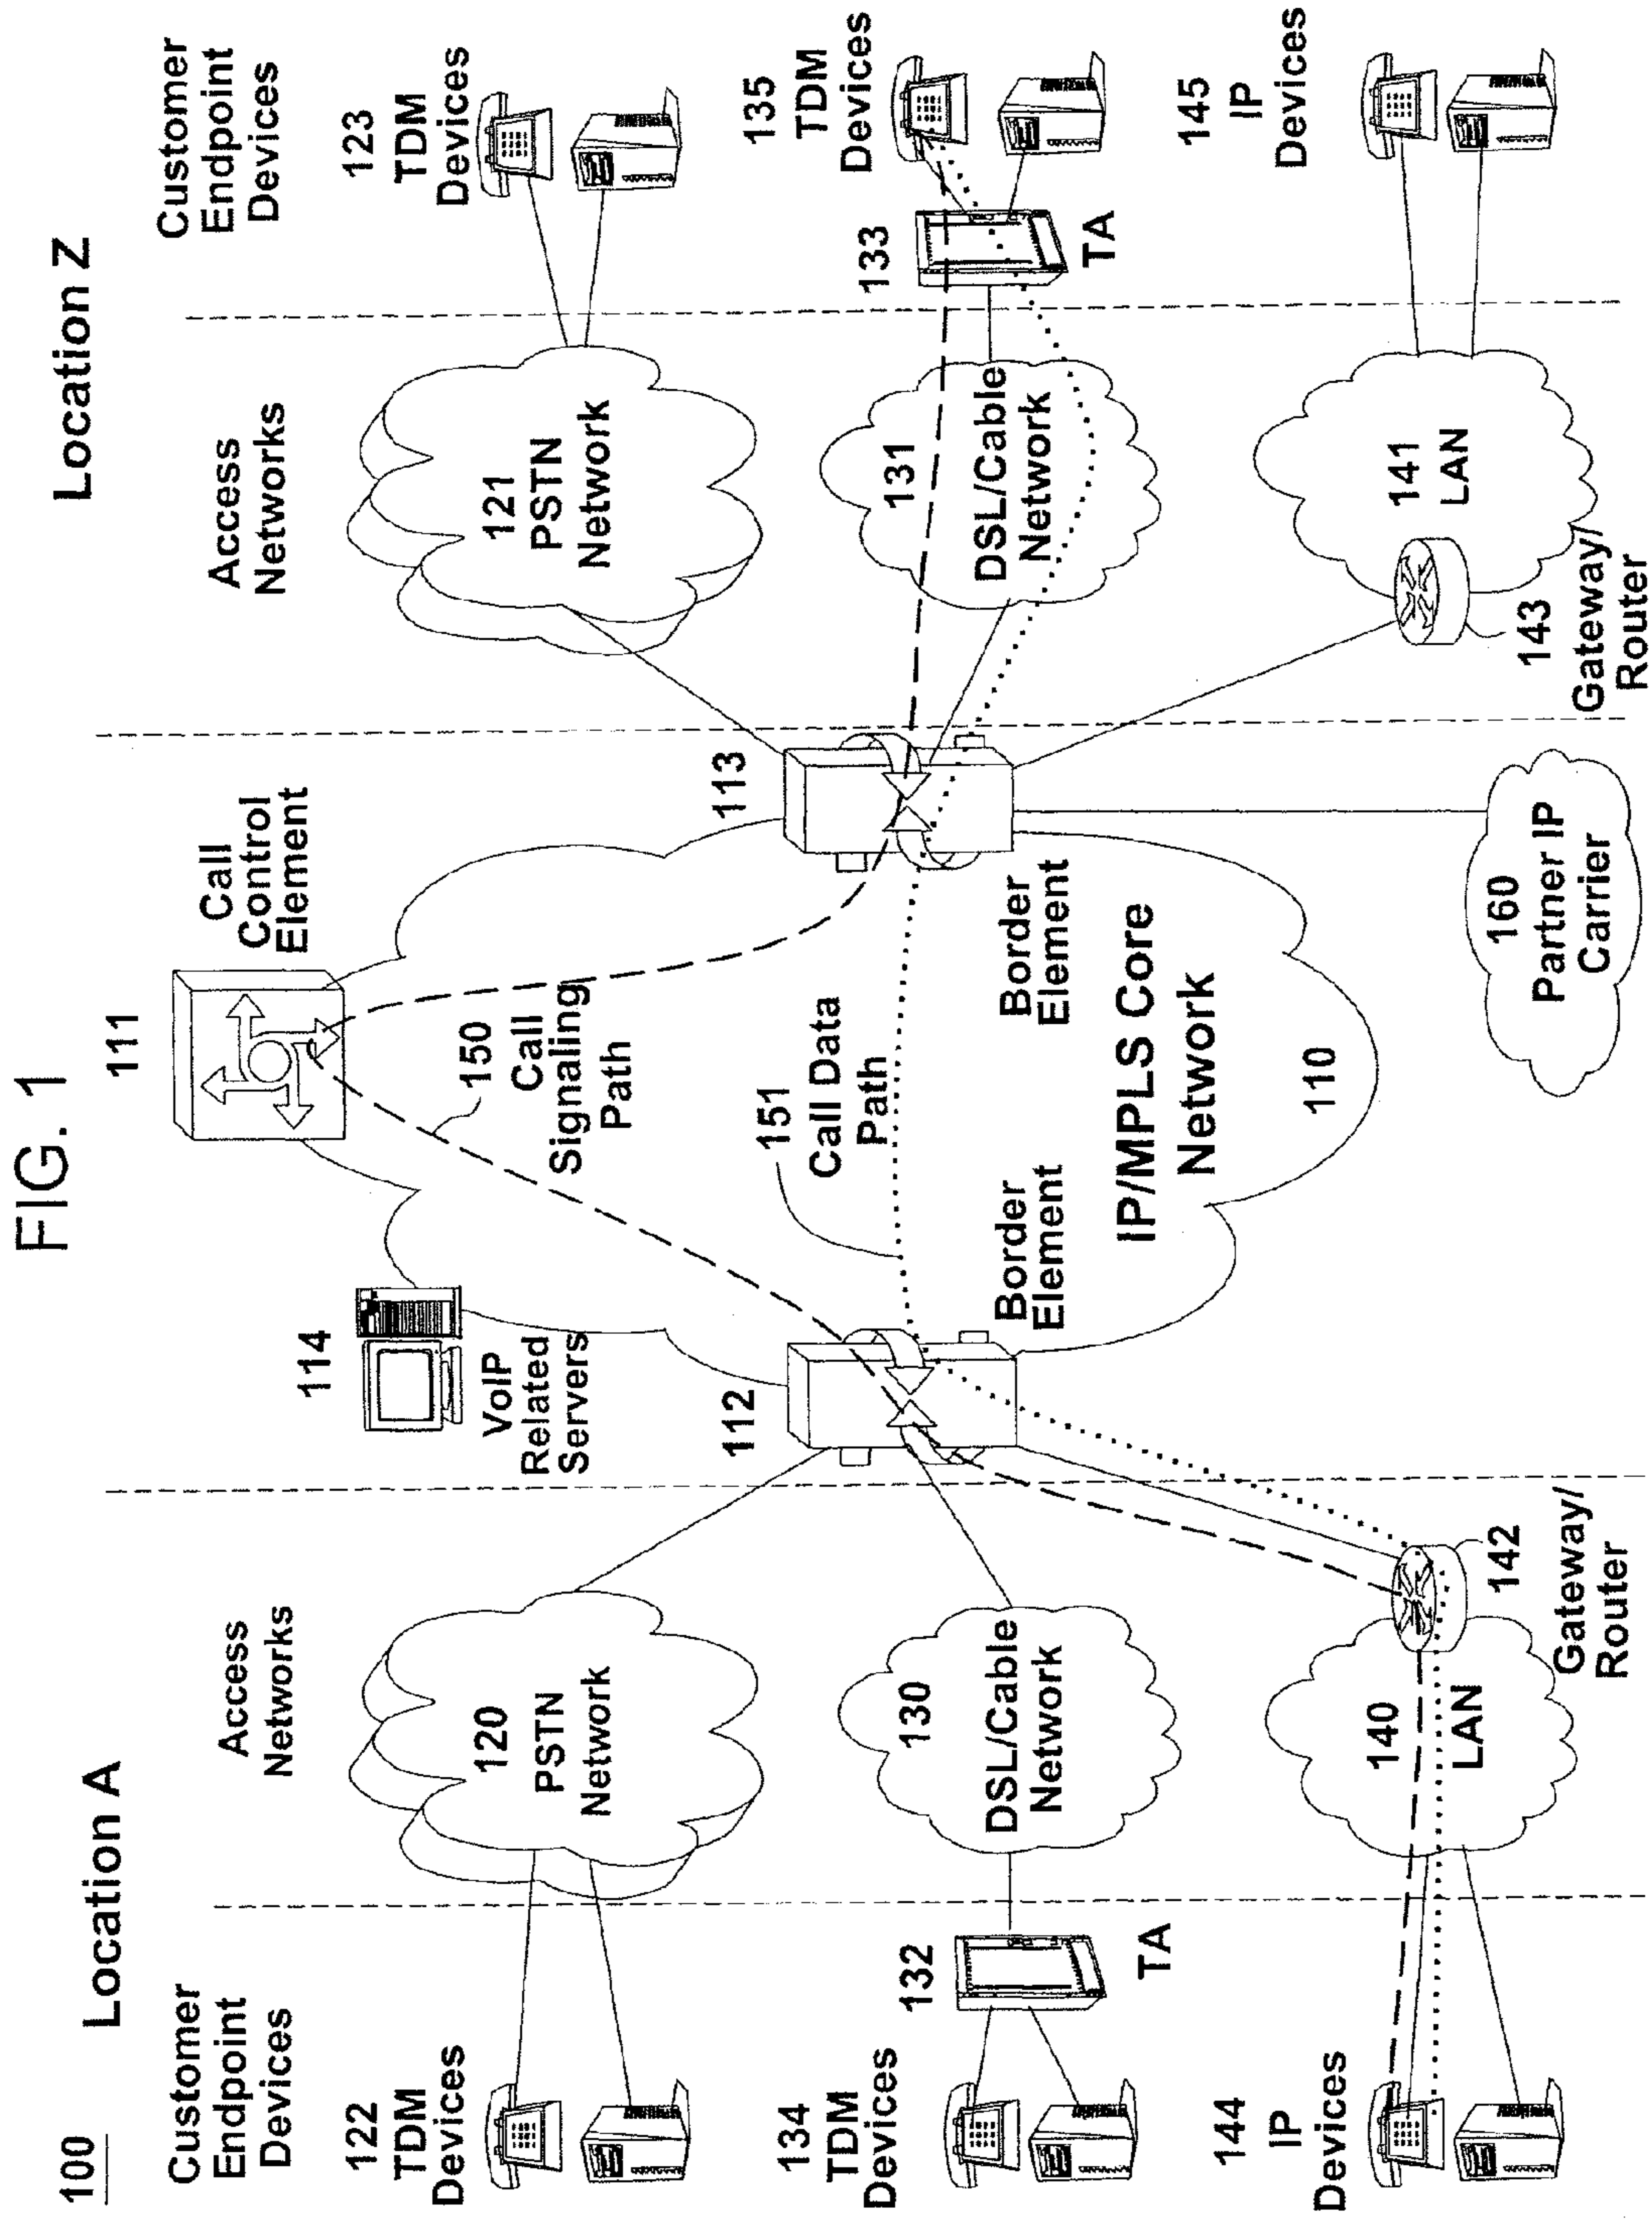 FIG. 1
100
Location A
Location Z
Customer
Endpoint
Devices
Access
Networks
114
VoIP
Related
Servers
111
Call
Control
Element
Access
Networks
Customer
Endpoint
Devices
122
TDM
Devices
120
PSTN
Network
150
Call
Signaling
Path
121
PSTN
Network
123
TDM
Devices
134
TDM
Devices
132
TA
130
DSL/Cable
Network
112
Border
Element
151
Call Data
Path
113
Border
Element
131
DSL/Cable
Network
133
TA
135
TDM
Devices
IP/MPLS Core
Network
110
144
IP
Devices
140
LAN
142
Gateway/
Router
160
Partner IP
Carrier
143
Gateway/
Router
141
LAN
145
IP
Devices